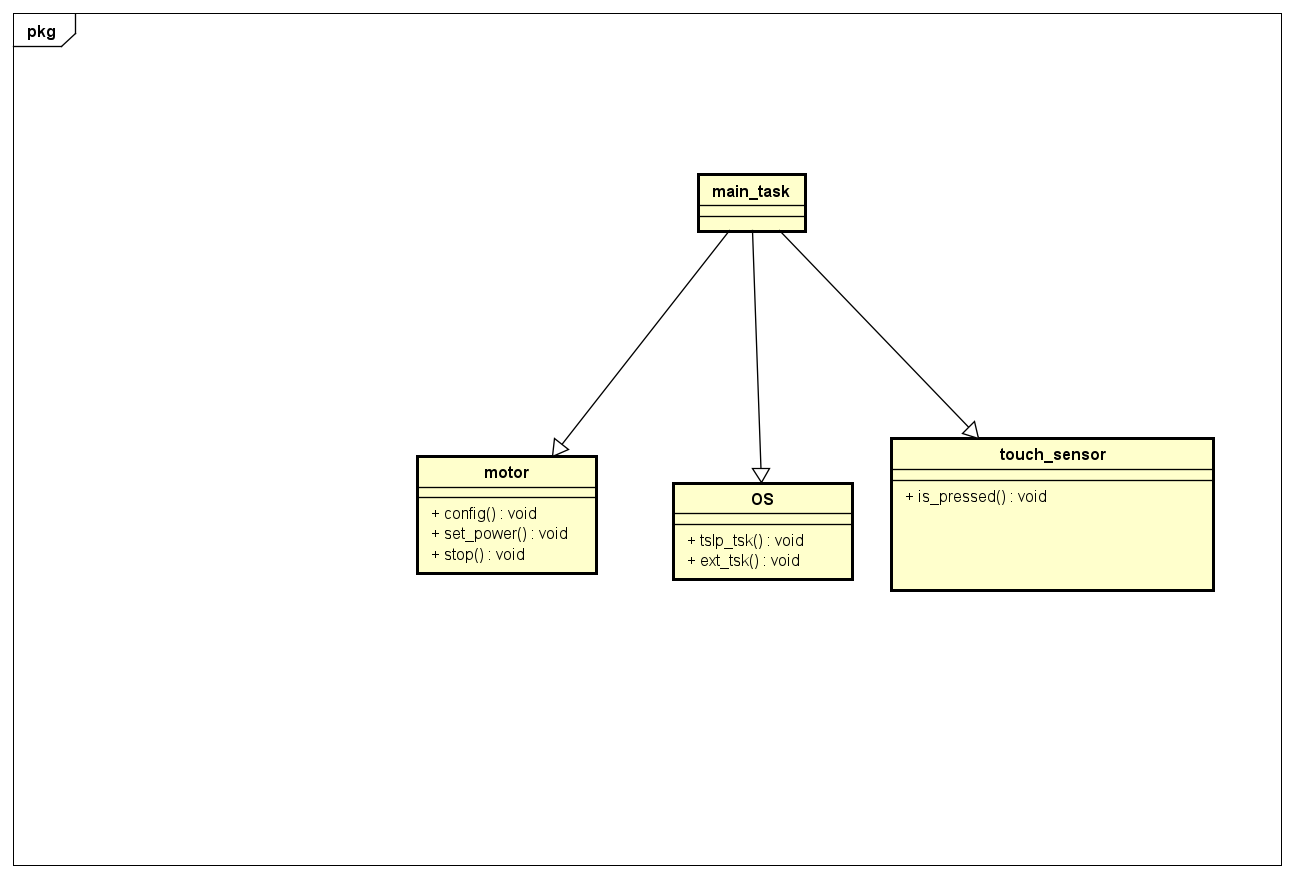 pkg
main_task
motor
+ config() : void
+ set_power() : void
+ stop() : void
OS
+ tslp_tsk() : void
+ ext_tsk() : void
touch_sensor
+ is_pressed() : void